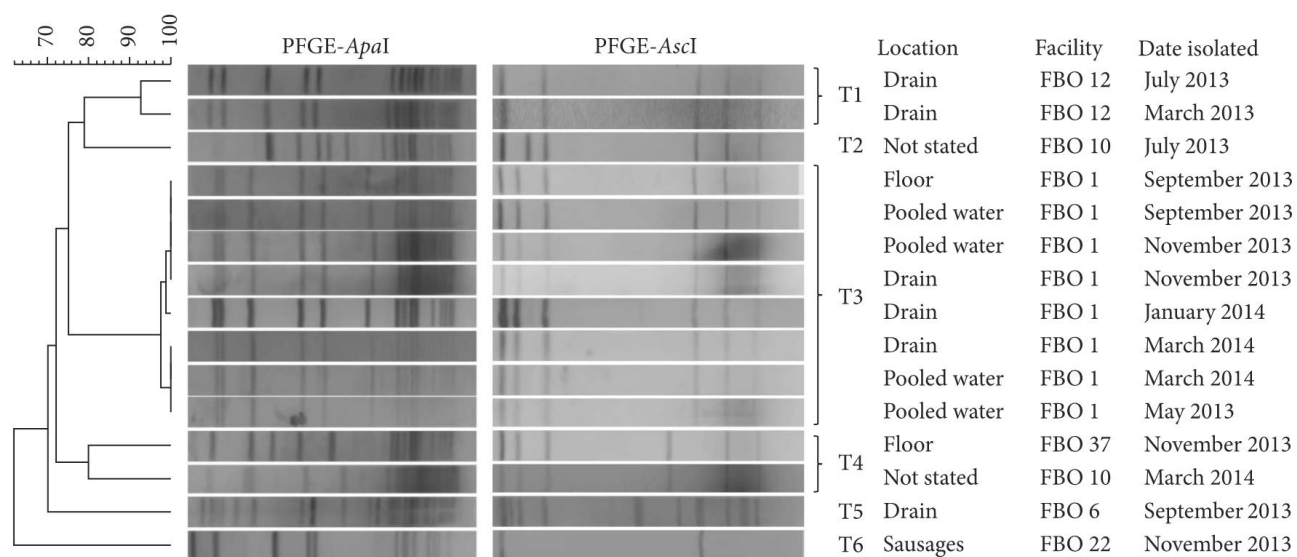 70 80 90 100
PFGE-ApaI PFGE-AscI Location Facility Date isolated
T1 Drain FBO 12 July 2013
Drain FBO 12 March 2013
T2 Not stated FBO 10 July 2013
Floor FBO 1 September 2013
Pooled water FBO 1 September 2013
Pooled water FBO 1 November 2013
T3 Drain FBO 1 November 2013
Drain FBO 1 January 2014
Drain FBO 1 March 2014
Pooled water FBO 1 March 2014
Pooled water FBO 1 May 2013
T4 Floor FBO 37 November 2013
Not stated FBO 10 March 2014
T5 Drain FBO 6 September 2013
T6 Sausages FBO 22 November 2013